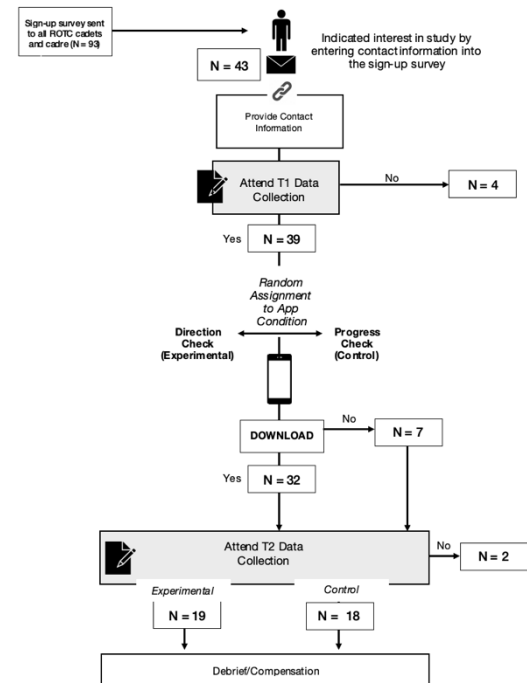 Sign-up survey sent
to all ROTC cadets
and cadre (N = 93)
Indicated interest in study by
entering contact information into
the sign-up survey
N = 43
Provide Contact
Information
Attend T1 Data
Collection
No
N = 4
Yes
N = 39
Random
Assignment
to App
Condition
Direction
Check
(Experimental)
Progress
Check
(Control)
DOWNLOAD
No
N = 7
Yes
N = 32
Attend T2 Data
Collection
No
N = 2
Experimental
Control
N = 19
N = 18
Debrief/Compensation